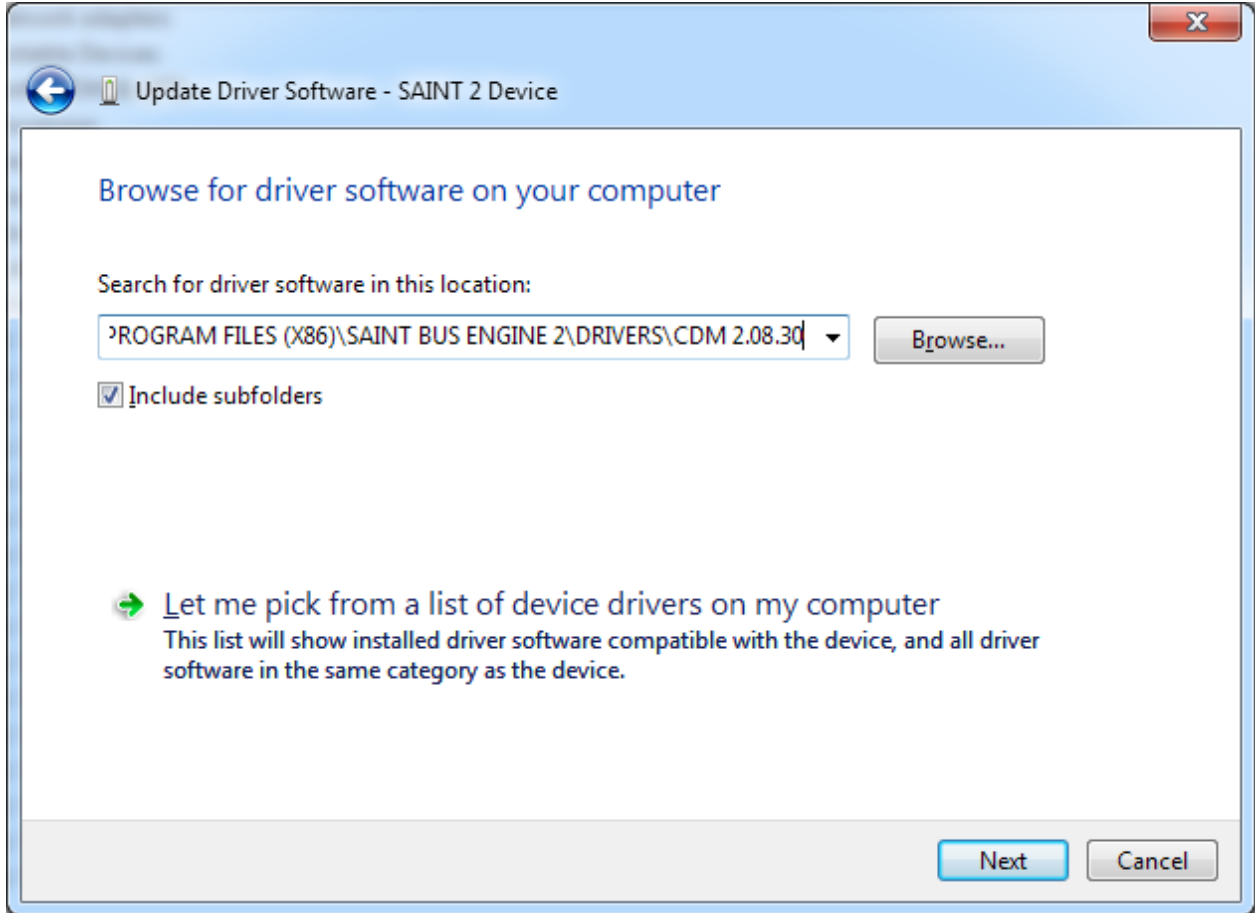 Update Driver Software - SAINT 2 Device
Browse for driver software on your computer
Search for driver software in this location:
PROGRAM FILES (X86)\SAINT BUS ENGINE 2\DRIVERS\CDM 2.08.30
Browse...
Include subfolders
Let me pick from a list of device drivers on my computer
This list will show installed driver software compatible with the device, and all driver
software in the same category as the device.
Next
Cancel